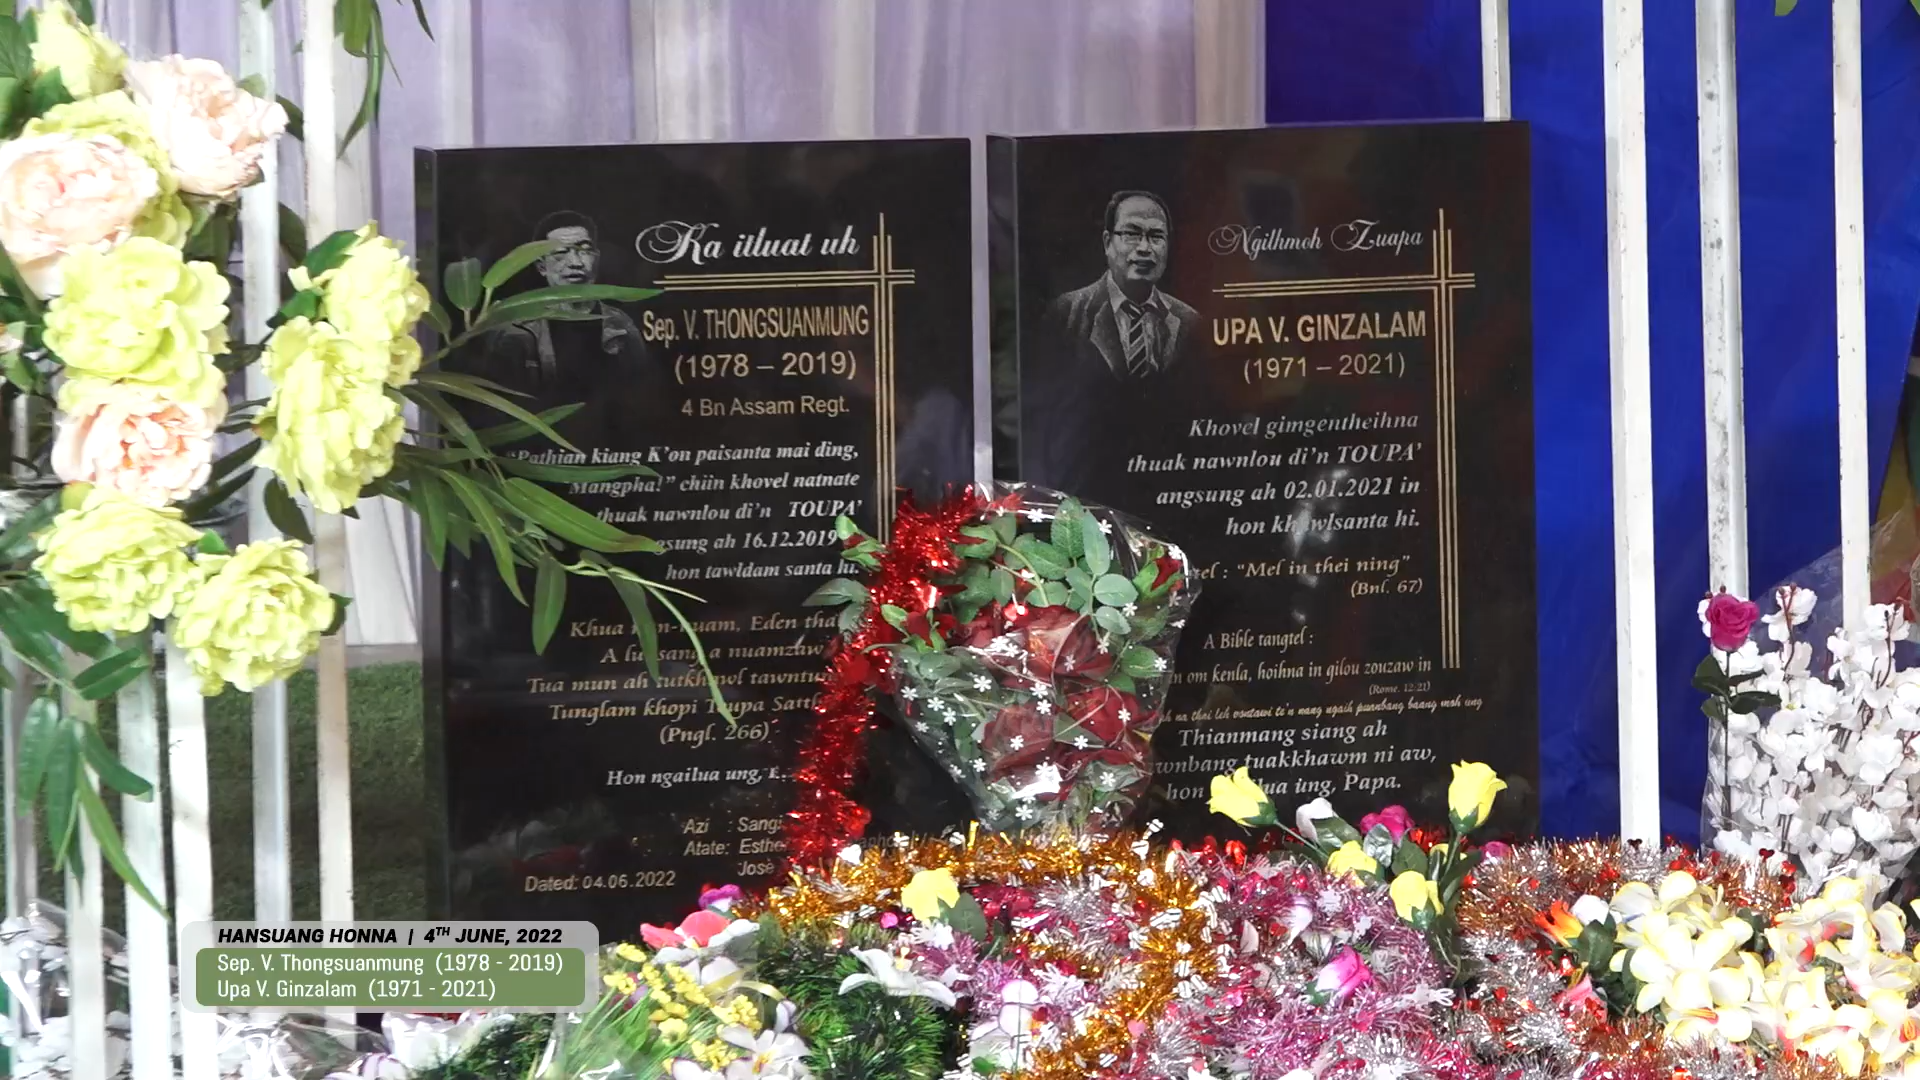 Ka itluat uh
Sep. V. THONGSUANMUNG
(1978 – 2019)
4 Bn Assam Regt.
"Pathian kiang K'on paisanta mai ding,
Mangpha!" chiin khovel natnate
thuak nawnlou di'n TOUPA'
ah 16.12.2019
hon tawldam santa hi.
Khua Eden
A a nuamzaw
Tua mun ah
Tunglam khopi Toupa
(Pngl. 266)
Hon ngailua ung,
Azi :
Atate:
Dated: 04.06.2022
Ngilhmoh Zuapa
UPA V. GINZALAM
(1971 – 2021)
Khovel gimgentheihna
thuak nawnlou di'n TOUPA'
angsung ah 02.01.2021 in
hon khawlsanta hi.
: "Mel in thei ning"
(Bnl. 67)
A Bible tangtel :
om kenla, hoihna in gilou zouzaw in
(Rome. 12:21)
Thianmang siang ah
tuakkhawm ni aw,
hon ung, Papa.
HANSUANG HONNA | 4TH JUNE, 2022
Sep. V. Thongsuanmung (1978 - 2019)
Upa V. Ginzalam (1971 - 2021)